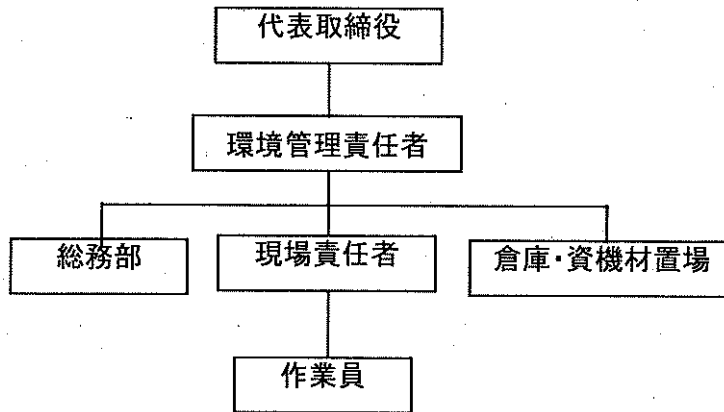 代表取締役
環境管理責任者
総務部
現場責任者
倉庫・資機材置場
作業員